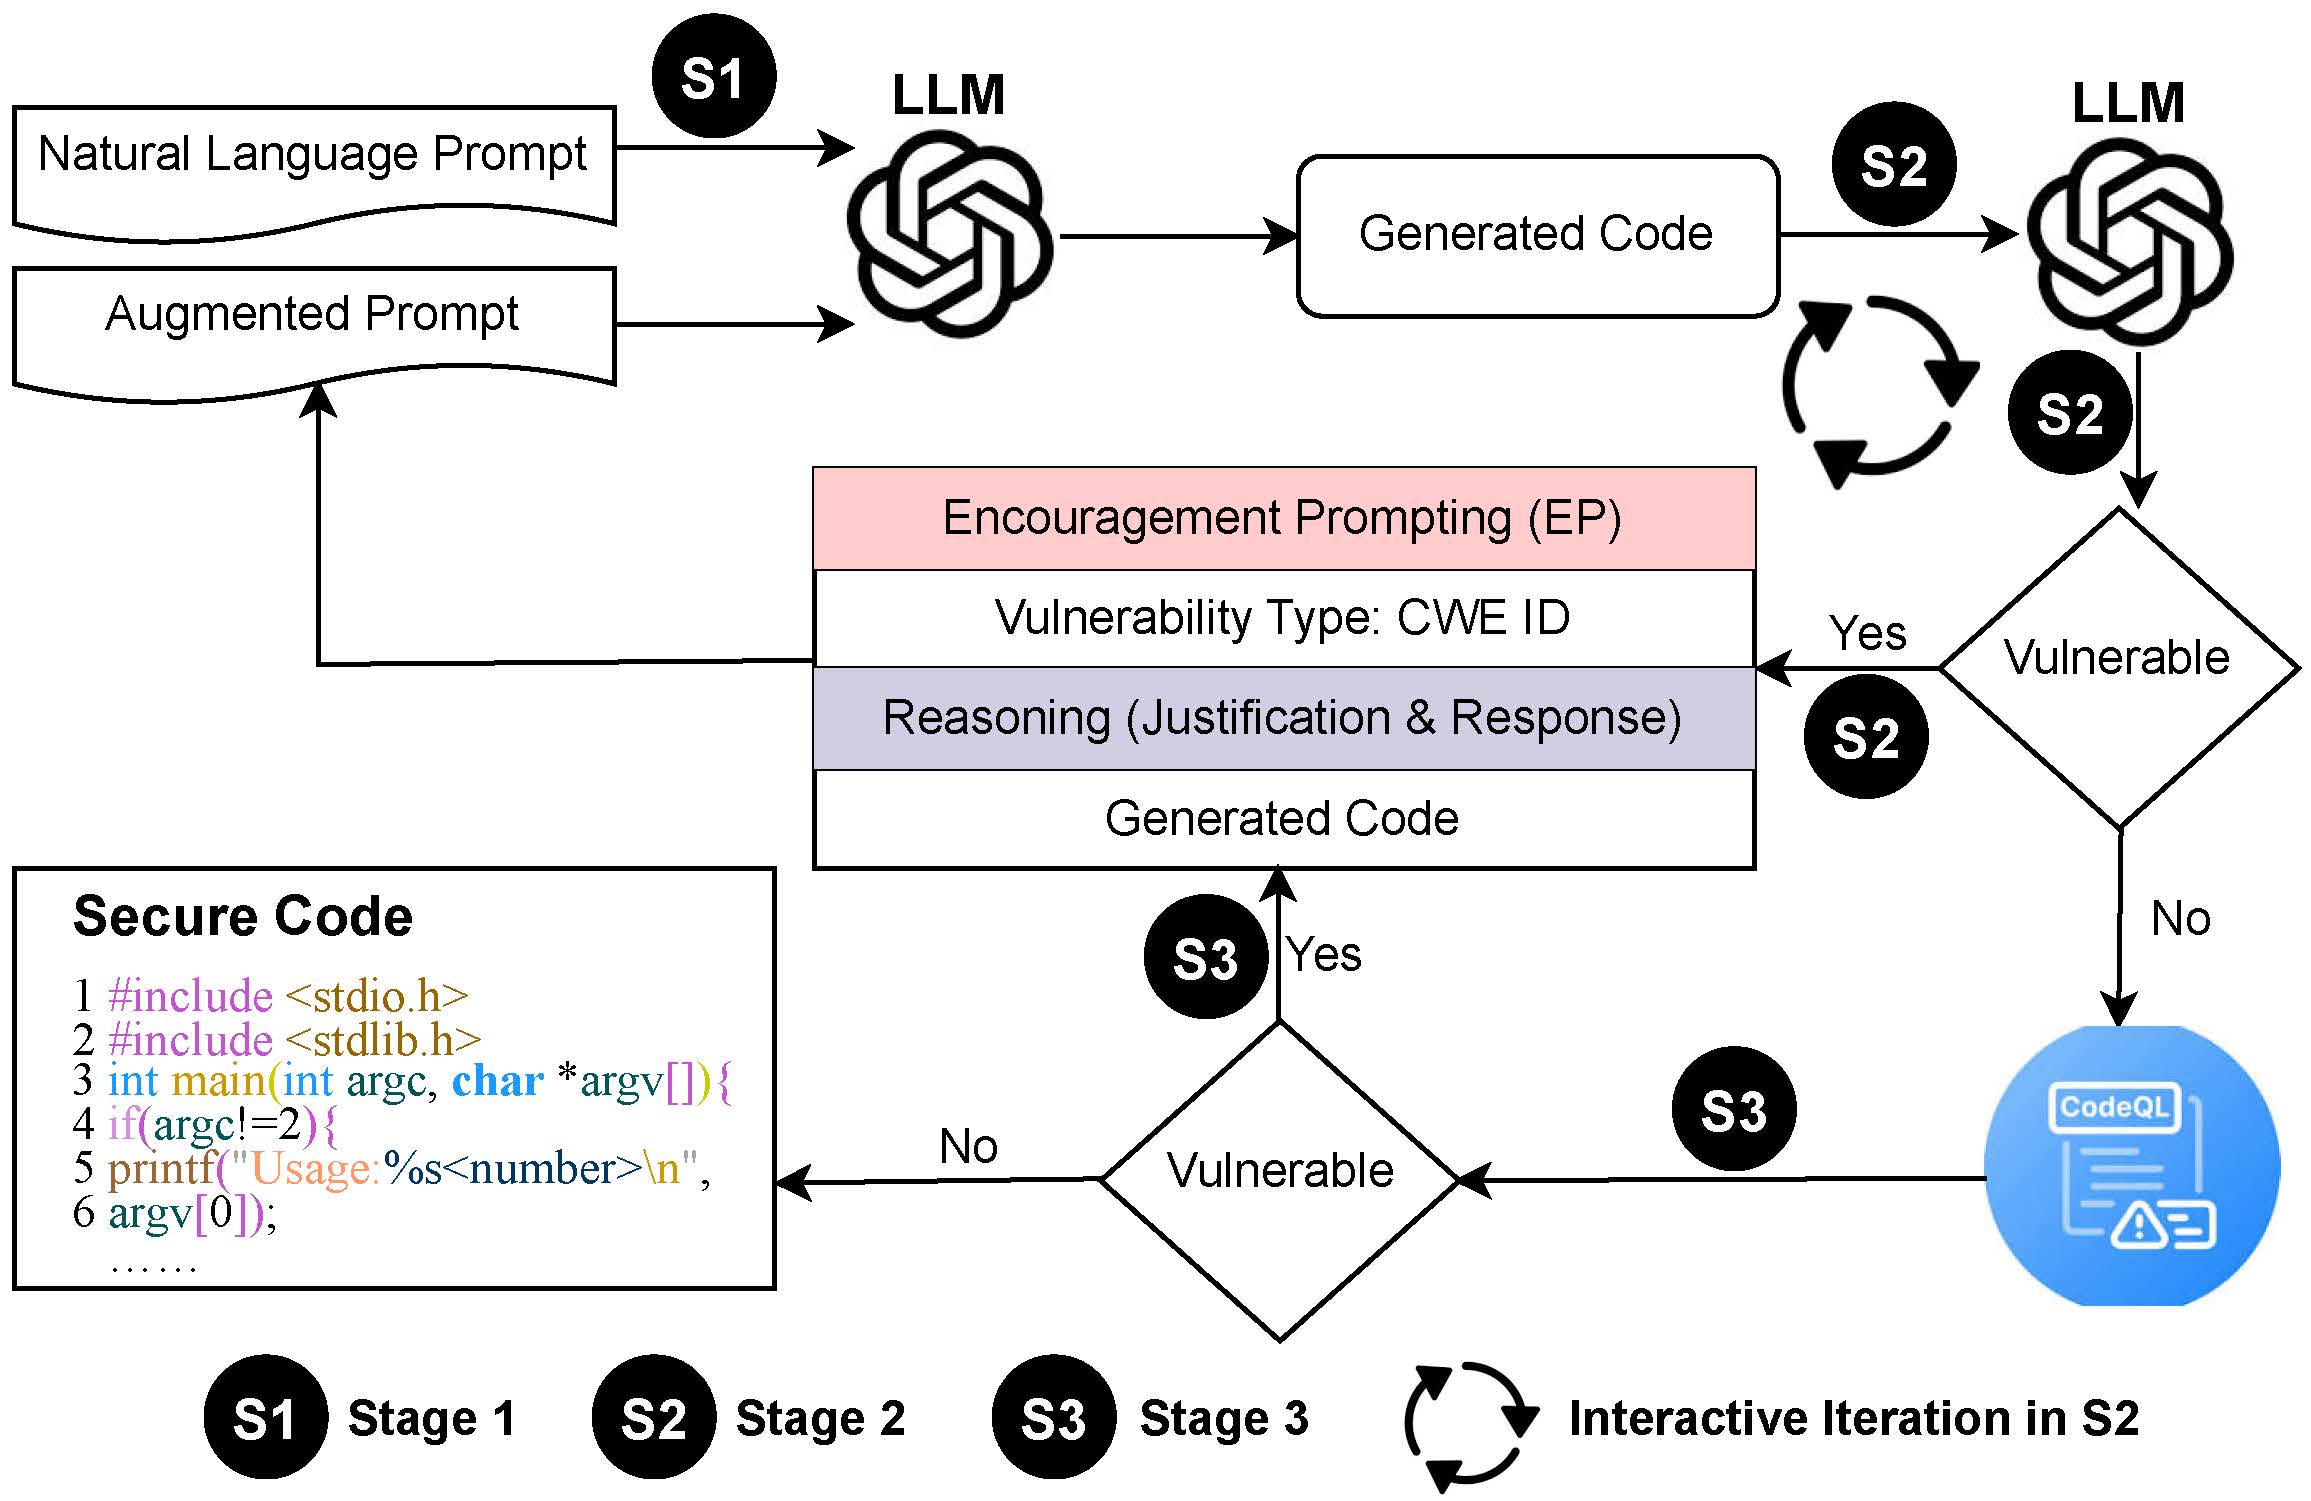 S1
LLM
LLM
Natural Language Prompt
S2
Generated Code
Augmented Prompt
S2
Encouragement Prompting (EP)
Vulnerability Type: CWE ID
Yes
Vulnerable
Reasoning (Justification & Response)
S2
Generated Code
No
S3
Yes
Secure Code
1 #include <stdio.h>
2 #include <stdlib.h>
3 int main(int argc, char *argv[]){
4 if(argc!=2){
5 printf("Usage:%s<number>\n",
6 argv[0]);
……
No
Vulnerable
S3
CodeQL
S1 Stage 1
S2 Stage 2
S3 Stage 3
Interactive Iteration in S2